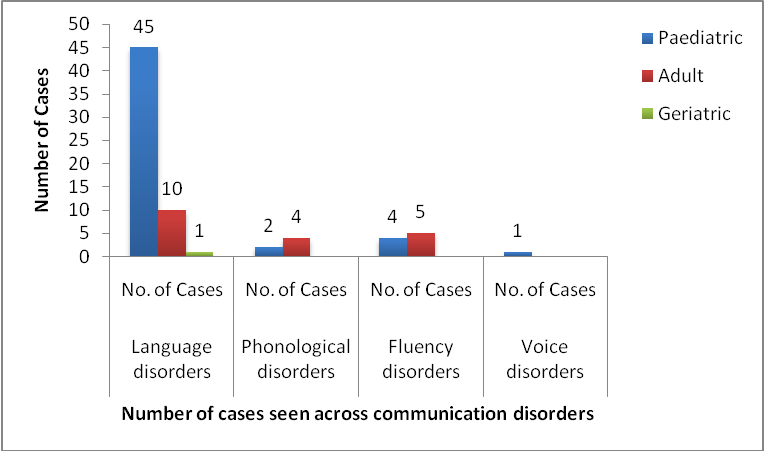 50
45
40
35
30
25
20
15
10
5
0
Number of Cases
45
10
1
2
4
4
5
1
Paediatric
Adult
Geriatric
No. of Cases
No. of Cases
No. of Cases
No. of Cases
Language
disorders
Phonological
disorders
Fluency
disorders
Voice
disorders
Number of cases seen across communication disorders